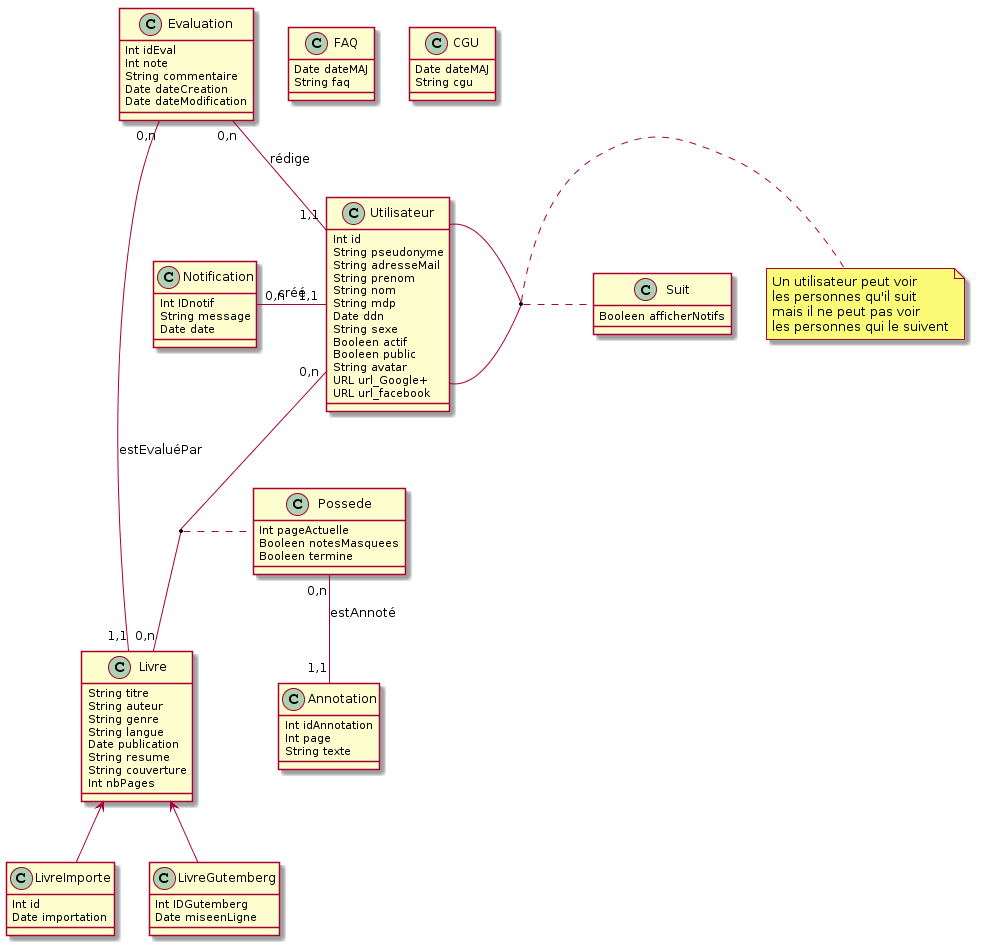 C Evaluation
Int idEval
Int note
String commentaire
Date dateCreation
Date dateModification
C FAQ
Date dateMAJ
String faq
C CGU
Date dateMAJ
String cgu
0,n
0,n
rédige
1,1
C Utilisateur
Int id
String pseudonyme
String adresseMail
String prenom
String nom
String mdp
Date ddn
String sexe
Booleen actif
Booleen public
String avatar
URL url_Google+
URL url_facebook
C Notification
Int IDnotif
String message
Date date
0,n
créé
1,1
C Suit
Booleen afficherNotifs
Un utilisateur peut voir
les personnes qu'il suit
mais il ne peut pas voir
les personnes qui le suivent
0,n
estEvaluéPar
C Possede
Int pageActuelle
Booleen notesMasquees
Booleen termine
0,n
estAnnoté
1,1
1,1
0,n
C Livre
String titre
String auteur
String genre
String langue
Date publication
String resume
String couverture
Int nbPages
C Annotation
Int idAnnotation
Int page
String texte
C LivreImporte
Int id
Date importation
C LivreGutemberg
Int IDGutemberg
Date miseenLigne